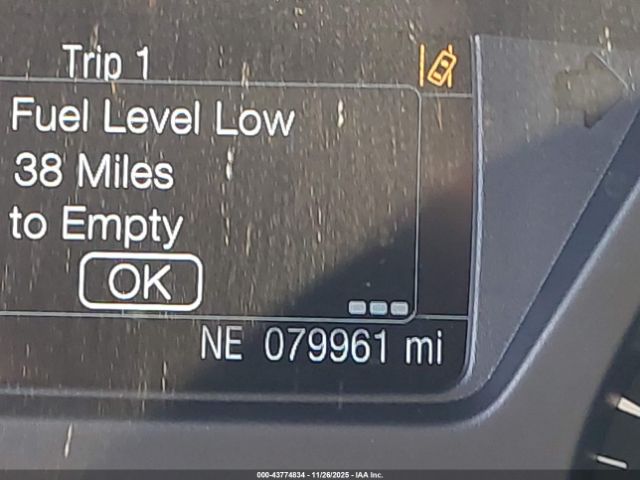 Trip 1
Fuel Level Low
38 Miles
to Empty
OK
NE 079961 mi
000-43774834 - 11/26/2025 - IAA Inc.